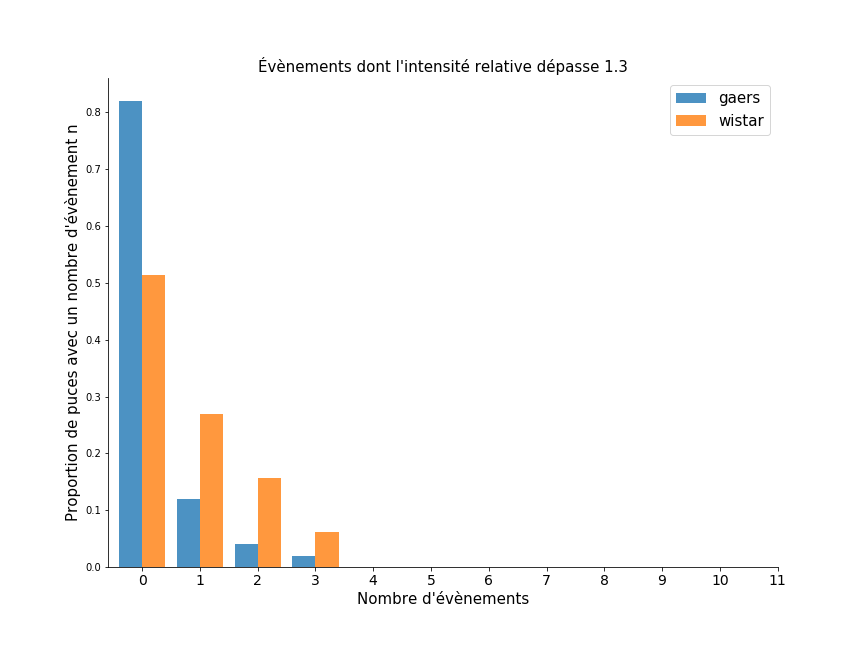 Évènements dont l'intensité relative dépasse 1.3
gaers
wistar
Proportion de puces avec un nombre d'évènement n
0.8
0.7
0.6
0.5
0.4
0.3
0.2
0.1
0.0
0 1 2 3 4 5 6 7 8 9 10 11
Nombre d'évènements